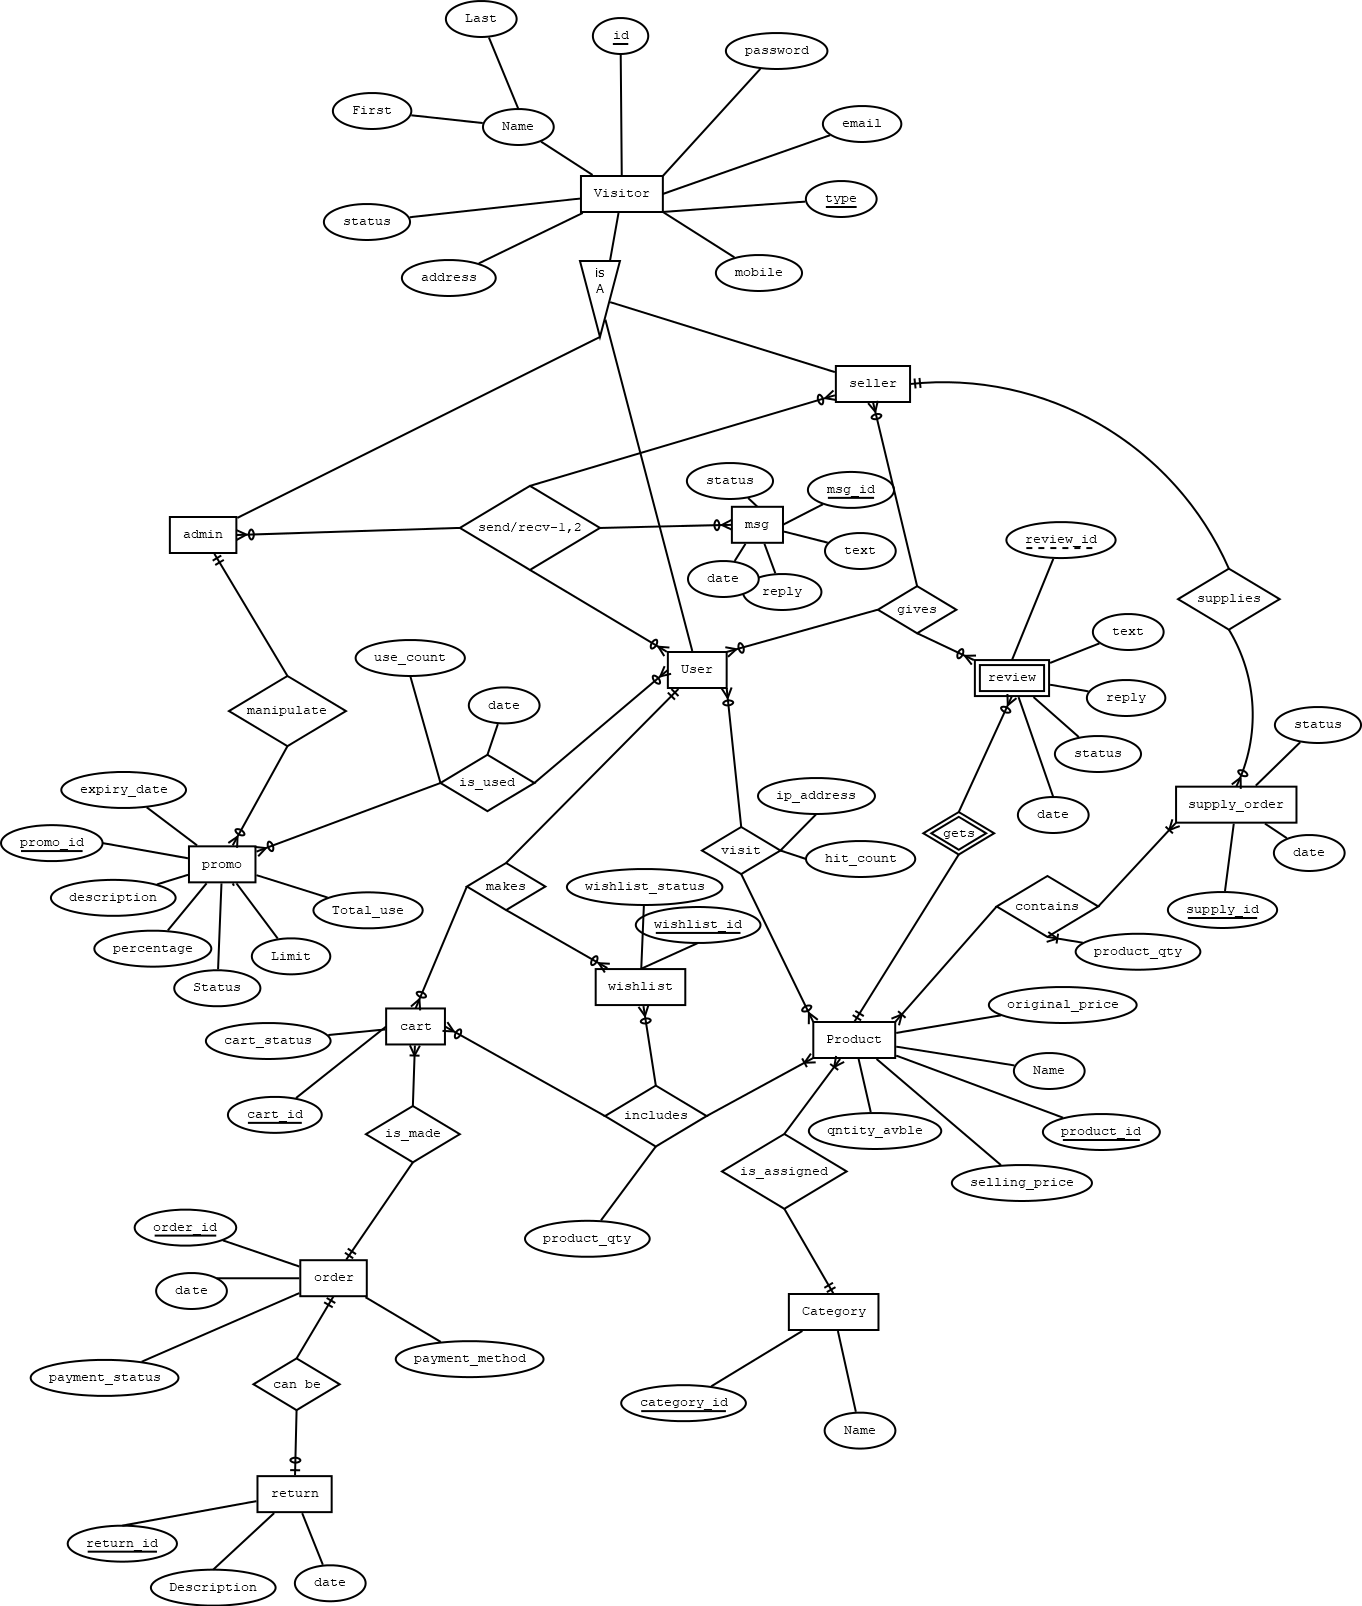 Last
id
password
First
Name
email
Visitor
type
status
address
mobile
is
A
seller
status
msg_id
admin
send/recv-1,2
msg
text
date
reply
review_id
gives
supplies
use_count
User
review
text
reply
date
manipulate
status
status
is_used
expiry_date
ip_address
supply_order
date
promo_id
promo
visit
hit_count
gets
date
description
makes
wishlist_status
contains
supply_id
Total_use
wishlist_id
percentage
Limit
product_qty
Status
wishlist
original_price
cart
cart_status
Product
Name
cart_id
includes
is_made
qntity_avble
product_id
is_assigned
selling_price
order_id
product_qty
date
order
Category
payment_status
payment_method
can be
category_id
Name
return
return_id
Description
date